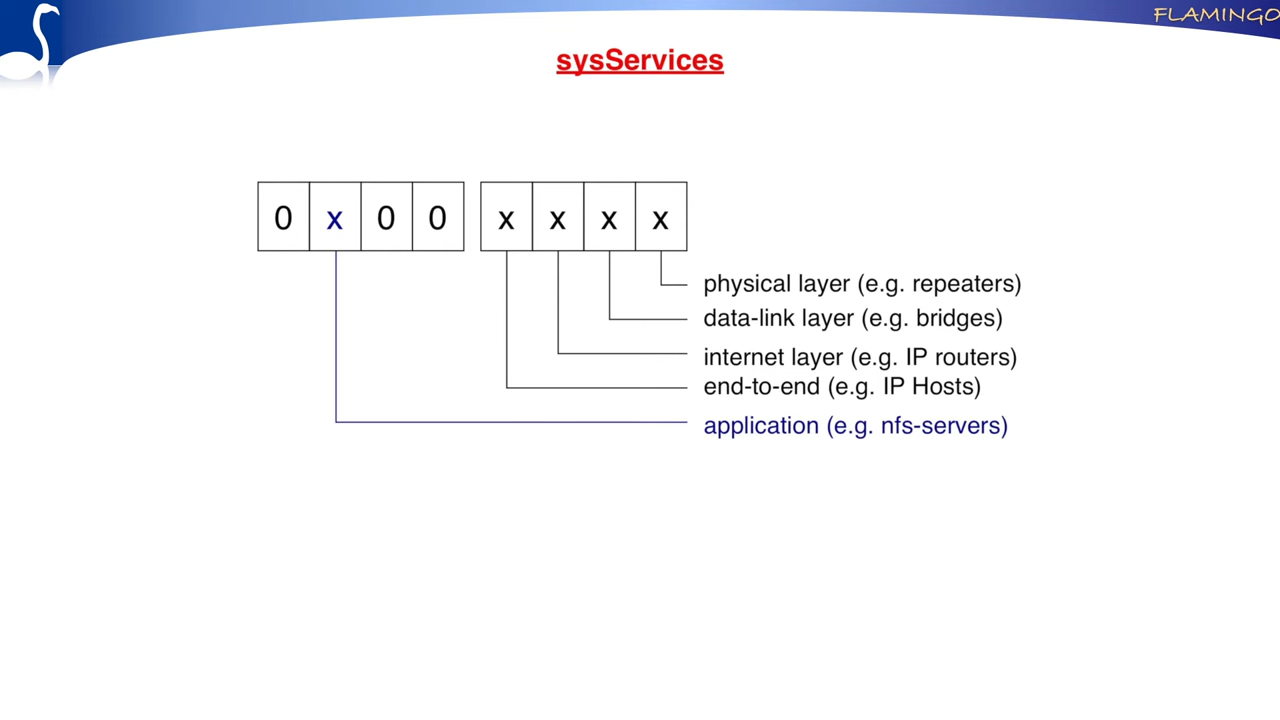 FLAMINGO
sysServices
0 x 0 0 x x x x
physical layer (e.g. repeaters)
data-link layer (e.g. bridges)
internet layer (e.g. IP routers)
end-to-end (e.g. IP Hosts)
application (e.g. nfs-servers)